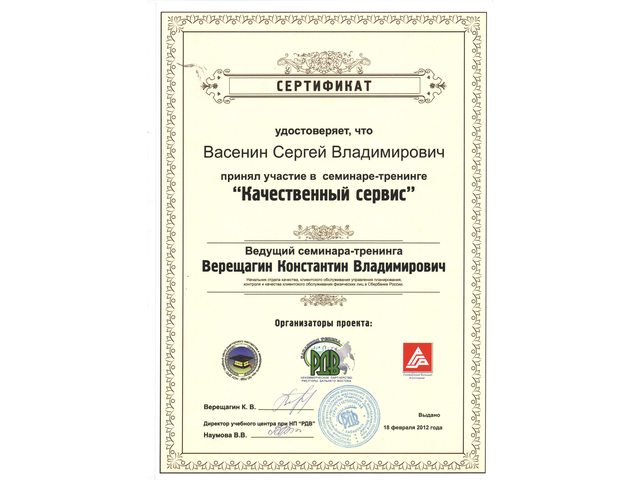 СЕРТИФИКАТ
удостоверяет, что
Васенин Сергей Владимирович
принял участие в семинаре-тренинге
“Качественный сервис”
Ведущий семинара-тренинга
Верещагин Константин Владимирович
Начальник отдела качества, клиентского обслуживания управления планирования,
контроля и качества клиентского обслуживания физических лиц в Сбербанке России.
Организаторы проекта:
РДВ
НЕКОММЕРЧЕСКОЕ ПАРТНЕРСТВО
РИЕЛТОРЫ ДАЛЬНЕГО ВОСТОКА
Верещагин К. В.
Выдано
Директор учебного центра при НП "РДВ"
18 февраля 2012 года
Наумова В.В.
РДВ